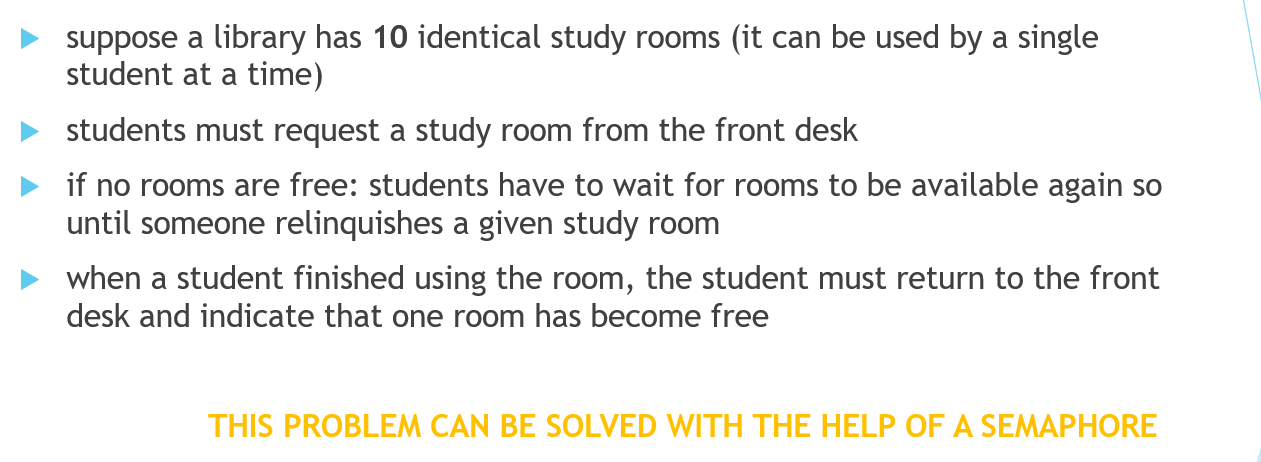 suppose a library has 10 identical study rooms (it can be used by a single
student at a time)
students must request a study room from the front desk
if no rooms are free: students have to wait for rooms to be available again so
until someone relinquishes a given study room
when a student finished using the room, the student must return to the front
desk and indicate that one room has become free
THIS PROBLEM CAN BE SOLVED WITH THE HELP OF A SEMAPHORE